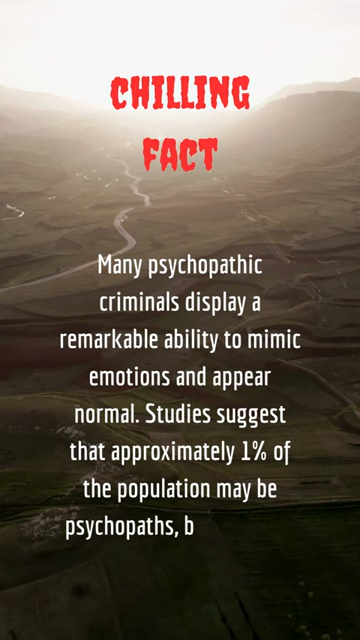 CHILLING
FACT
Many psychopathic
criminals display a
remarkable ability to mimic
emotions and appear
normal. Studies suggest
that approximately 1% of
the population may be
psychopaths, b